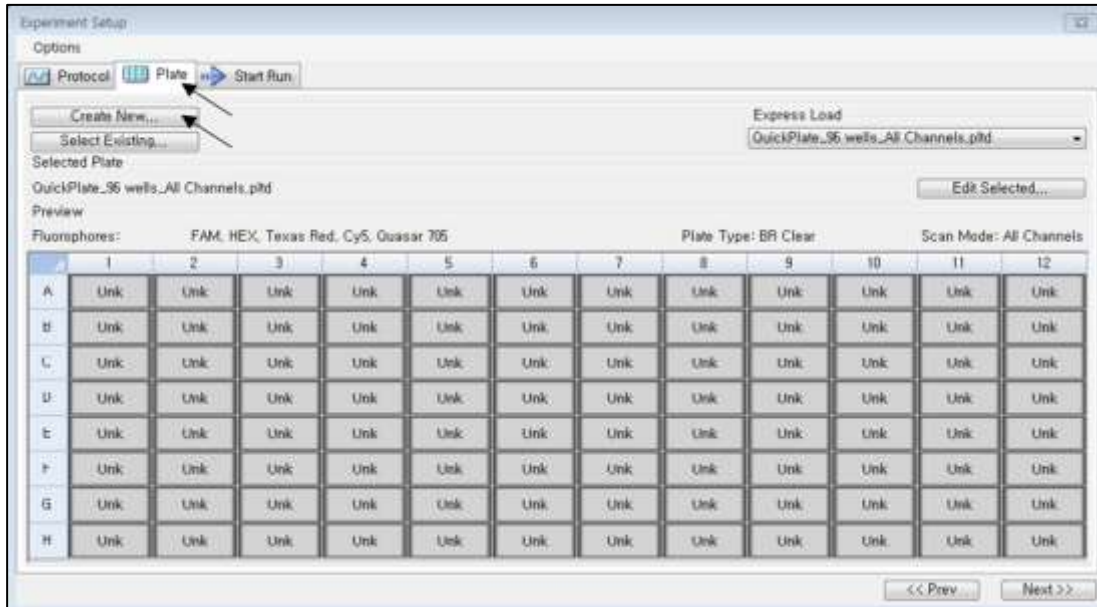 Experiment Setup
Options
Protocol Plate Start Run
Create New... Express Load
Select Existing... QuickPlate_96 wells_All Channels.pltd
Selected Plate
QuickPlate_96 wells_All Channels.pltd Edit Selected...
Preview
Fluorophores: FAM, HEX, Texas Red, Cy5, Quasar 705 Plate Type: BR Clear Scan Mode: All Channels
1 2 3 4 5 6 7 8 9 10 11 12
A Unk Unk Unk Unk Unk Unk Unk Unk Unk Unk Unk Unk
B Unk Unk Unk Unk Unk Unk Unk Unk Unk Unk Unk Unk
C Unk Unk Unk Unk Unk Unk Unk Unk Unk Unk Unk Unk
D Unk Unk Unk Unk Unk Unk Unk Unk Unk Unk Unk Unk
E Unk Unk Unk Unk Unk Unk Unk Unk Unk Unk Unk Unk
F Unk Unk Unk Unk Unk Unk Unk Unk Unk Unk Unk Unk
G Unk Unk Unk Unk Unk Unk Unk Unk Unk Unk Unk Unk
H Unk Unk Unk Unk Unk Unk Unk Unk Unk Unk Unk Unk
<< Prev Next >>